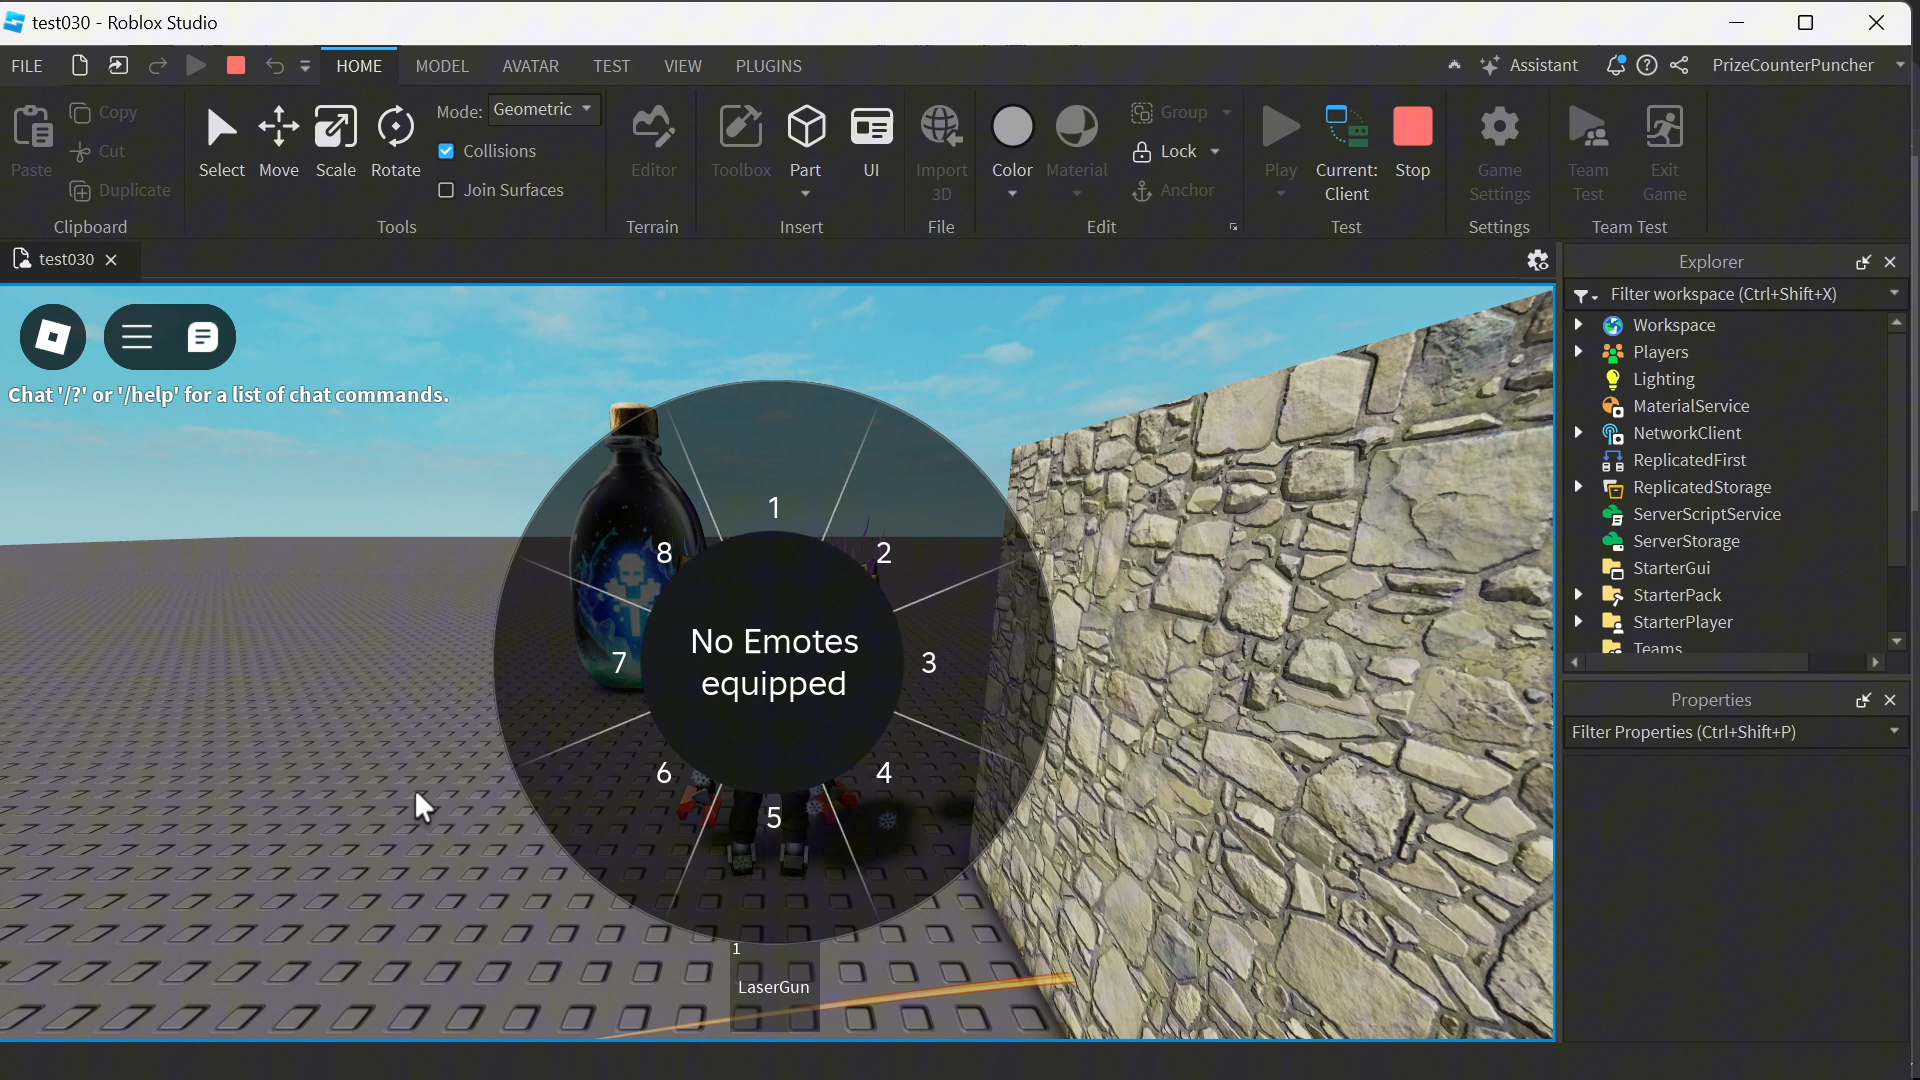 test030 - Roblox Studio
FILE
HOME
MODEL
AVATAR
TEST
VIEW
PLUGINS
Assistant
PrizeCounterPuncher
Paste
Copy
Cut
Duplicate
Clipboard
Select
Move
Scale
Rotate
Mode: Geometric
Collisions
Join Surfaces
Tools
Editor
Terrain
Toolbox
Part
UI
Insert
Import
3D
File
Color
Material
Group
Lock
Anchor
Edit
Play
Current:
Client
Stop
Test
Game
Settings
Settings
Team
Test
Exit
Game
Team Test
test030
Chat '/?' or '/help' for a list of chat commands.
1
2
3
4
5
6
7
8
No Emotes
equipped
1
LaserGun
Explorer
Filter workspace (Ctrl+Shift+X)
Workspace
Players
Lighting
MaterialService
NetworkClient
ReplicatedFirst
ReplicatedStorage
ServerScriptService
ServerStorage
StarterGui
StarterPack
StarterPlayer
Teams
Properties
Filter Properties (Ctrl+Shift+P)